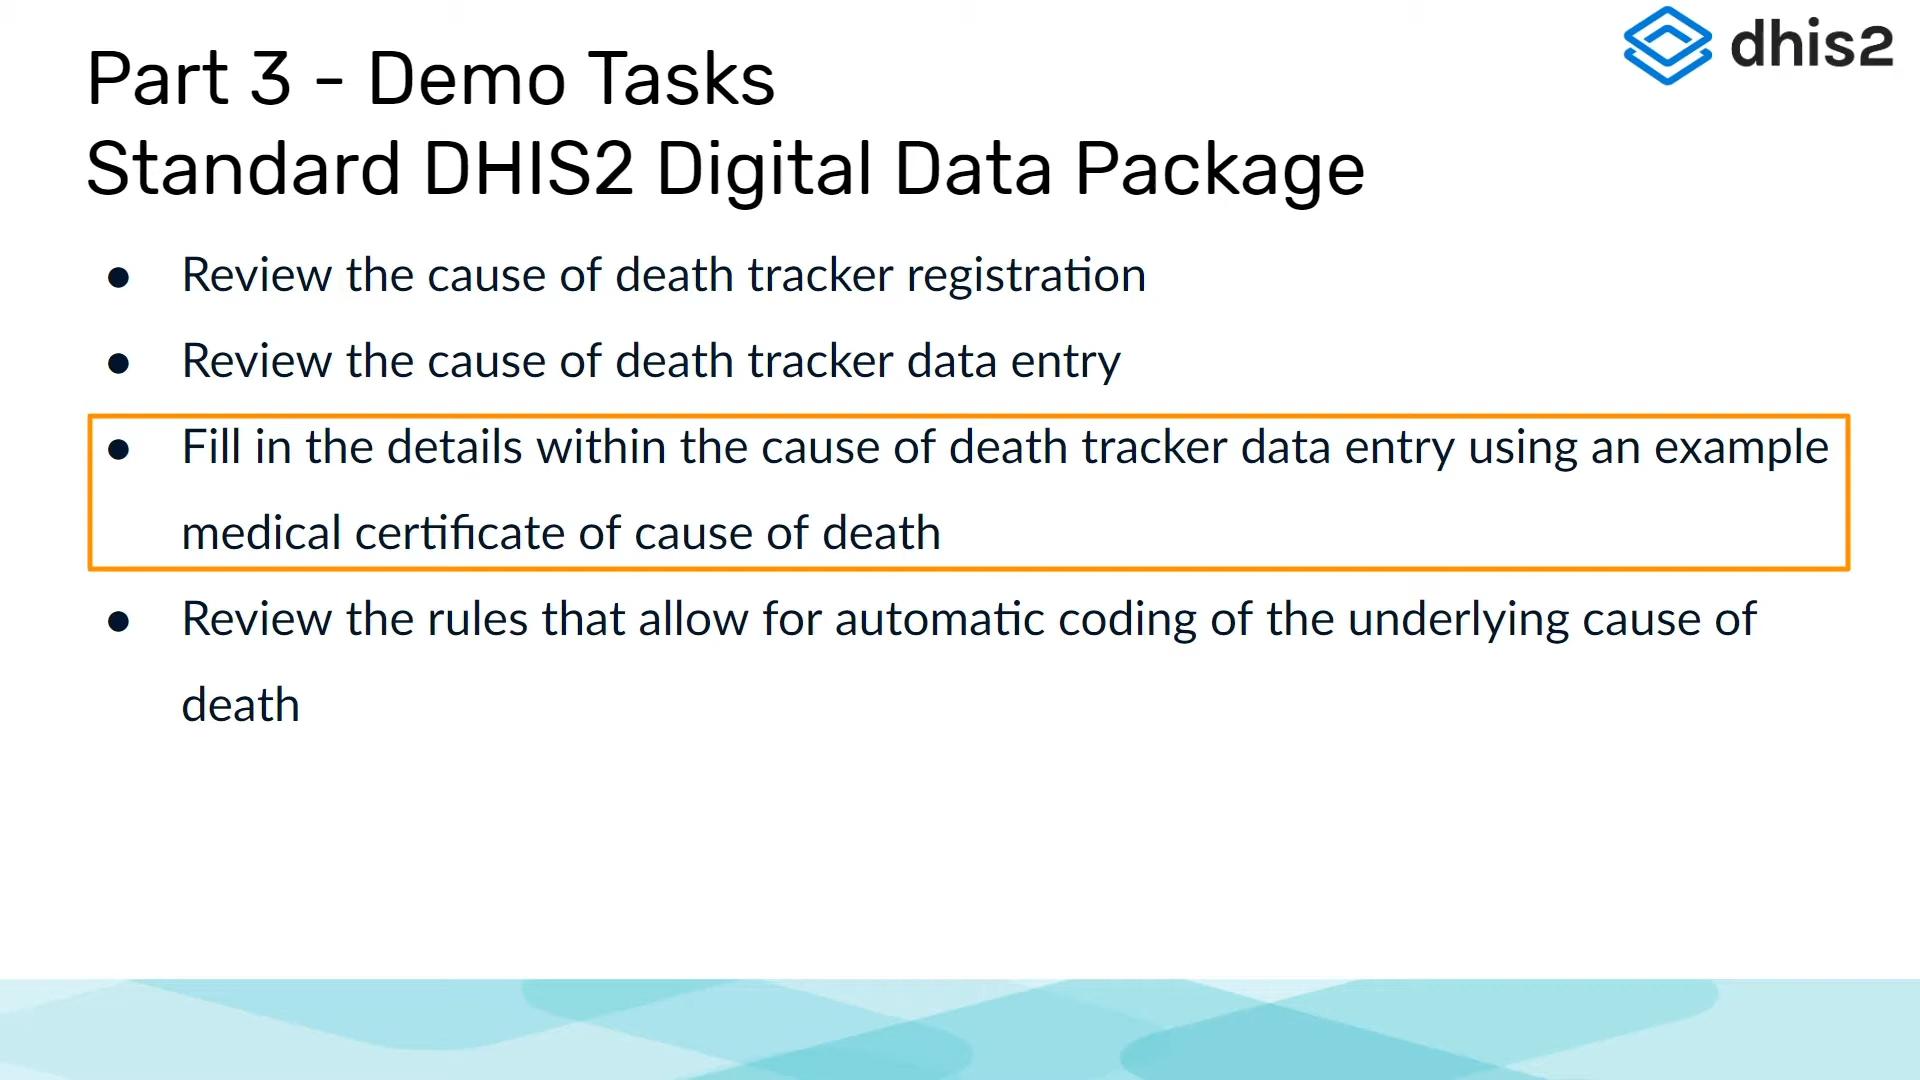 dhis2
Part 3 - Demo Tasks
Standard DHIS2 Digital Data Package
● Review the cause of death tracker registration
● Review the cause of death tracker data entry
● Fill in the details within the cause of death tracker data entry using an example
medical certificate of cause of death
● Review the rules that allow for automatic coding of the underlying cause of
death